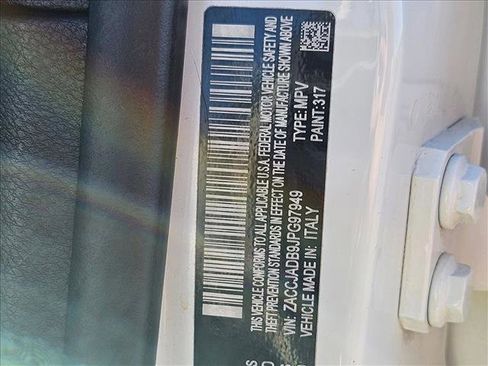 THIS VEHICLE CONFORMS TO ALL APPLICABLE U.S.A. FEDERAL MOTOR VEHICLE SAFETY AND
THEFT PREVENTION STANDARDS IN EFFECT ON THE DATE OF MANUFACTURE SHOWN ABOVE
VIN: ZACCJADB9JPG97949 TYPE: MPV
VEHICLE MADE IN: ITALY PAINT: 317